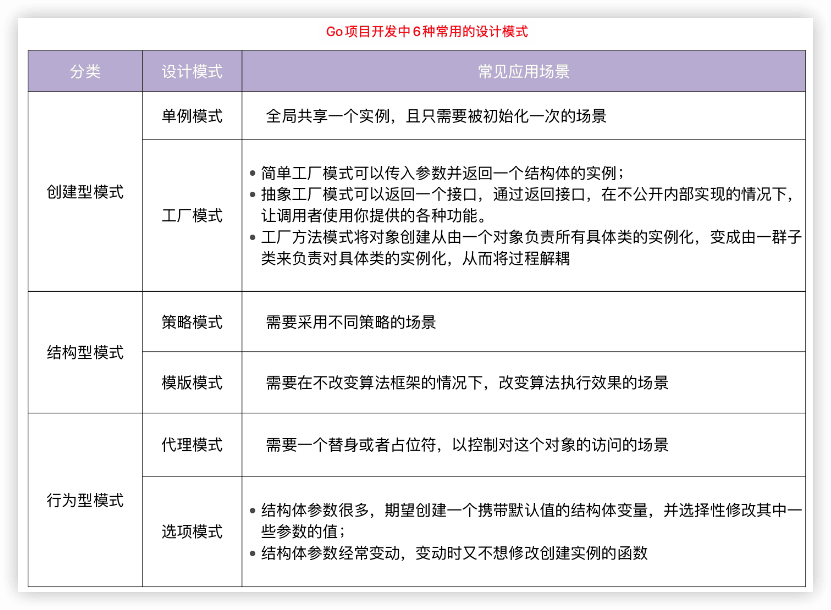 Go项目开发中6种常用的设计模式
分类 设计模式 常见应用场景
创建型模式
单例模式 全局共享一个实例，且只需要被初始化一次的场景
工厂模式
• 简单工厂模式可以传入参数并返回一个结构体的实例；
• 抽象工厂模式可以返回一个接口，通过返回接口，在不公开内部实现的情况下，
让调用者使用你提供的各种功能。
• 工厂方法模式将对象创建从由一个对象负责所有具体类的实例化，变成由一群子
类来负责对具体类的实例化，从而将过程解耦
结构型模式
策略模式 需要采用不同策略的场景
模版模式 需要在不改变算法框架的情况下，改变算法执行效果的场景
行为型模式
代理模式 需要一个替身或者占位符，以控制对这个对象的访问的场景
选项模式
• 结构体参数很多，期望创建一个携带默认值的结构体变量，并选择性修改其中一
些参数的值；
• 结构体参数经常变动，变动时又不想修改创建实例的函数